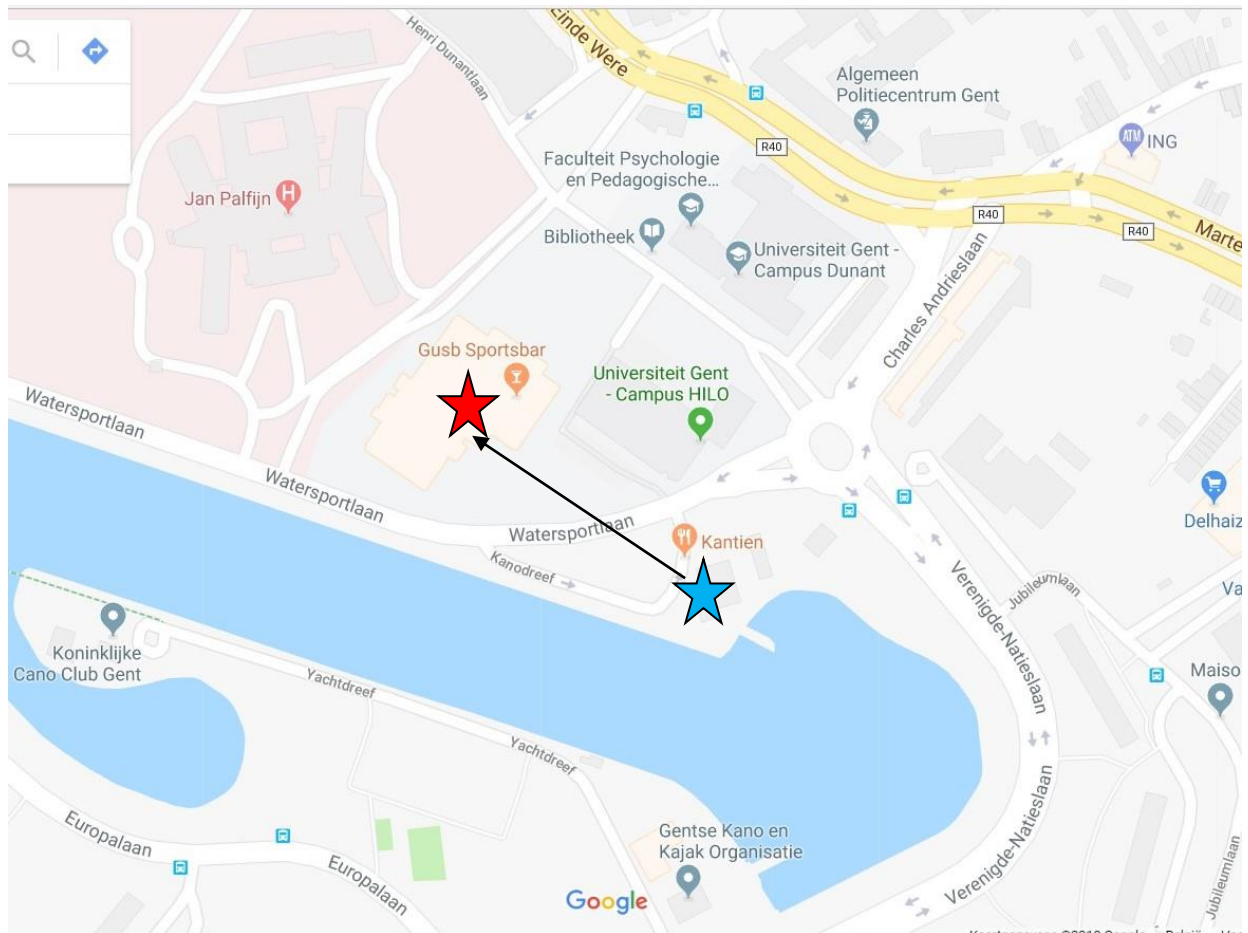 Henri Dunantlaan
Einde Were
Algemeen
Politiecentrum Gent
ATM
ING
R40
Faculteit Psychologie
en Pedagogische...
Jan Palfijn
H
R40
R40
Marte
Bibliotheek
Universiteit Gent -
Campus Dunant
Charles Andrieslaan
Gusb Sportsbar
Universiteit Gent
- Campus HILO
Watersportlaan
Watersportlaan
Watersportlaan
Delhaiz
Kantien
Kanodreef
Verenigde-Natieslaan
Jubileumlaan
Va
Koninklijke
Cano Club Gent
Yachtdreef
Maiso
Yachtdreef
Europalaan
Gentse Kano en
Kajak Organisatie
Europalaan
Verenigde-Natieslaan
Jubileumlaan
Google